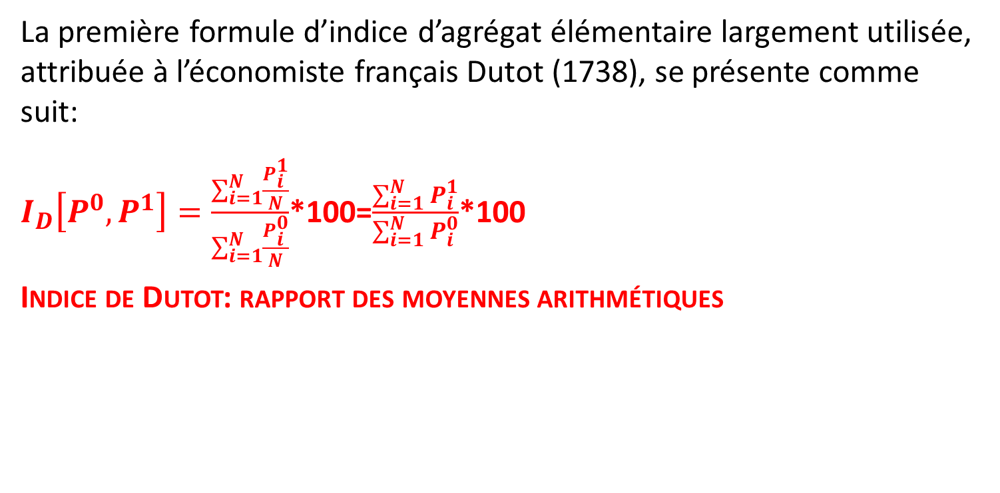 La première formule d’indice d’agrégat élémentaire largement utilisée,
attribuée à l’économiste français Dutot (1738), se présente comme
suit:
$I_D[P^0, P^1] = \frac{\sum_{i=1}^{N} \frac{P_i^1}{N}}{\sum_{i=1}^{N} \frac{P_i^0}{N}}*100=\frac{\sum_{i=1}^{N} P_i^1}{\sum_{i=1}^{N} P_i^0}*100$
INDICE DE DUTOT: RAPPORT DES MOYENNES ARITHMÉTIQUES